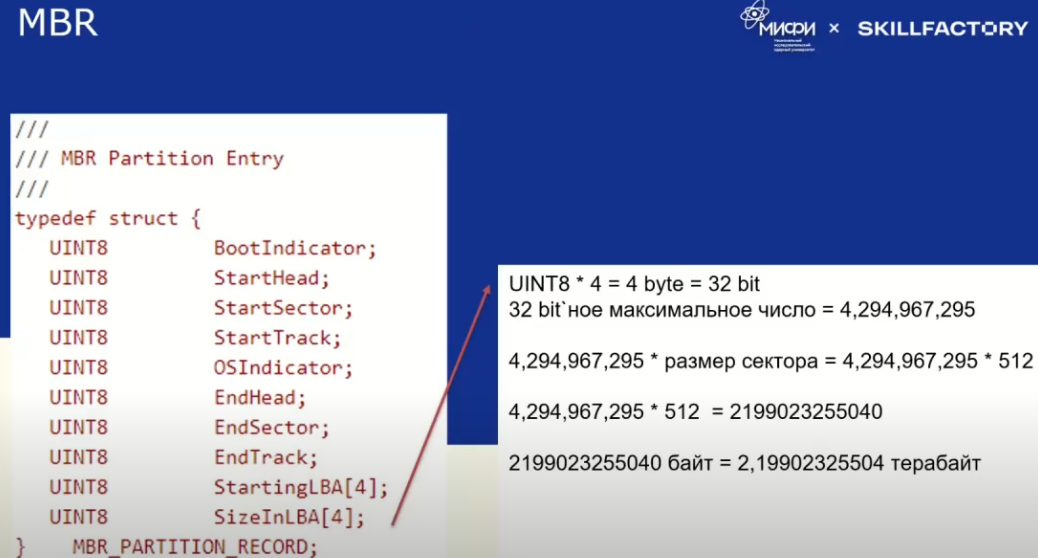 MBR
МИФИ × SKILLFACTORY
///
/// MBR Partition Entry
///
typedef struct {
UINT8 BootIndicator;
UINT8 StartHead;
UINT8 StartSector;
UINT8 StartTrack;
UINT8 OSIndicator;
UINT8 EndHead;
UINT8 EndSector;
UINT8 EndTrack;
UINT8 StartingLBA[4];
UINT8 SizeInLBA[4];
} MBR_PARTITION_RECORD;
UINT8 * 4 = 4 byte = 32 bit
32 bit`ное максимальное число = 4,294,967,295
4,294,967,295 * размер сектора = 4,294,967,295 * 512
4,294,967,295 * 512 = 2199023255040
2199023255040 байт = 2,19902325504 терабайт